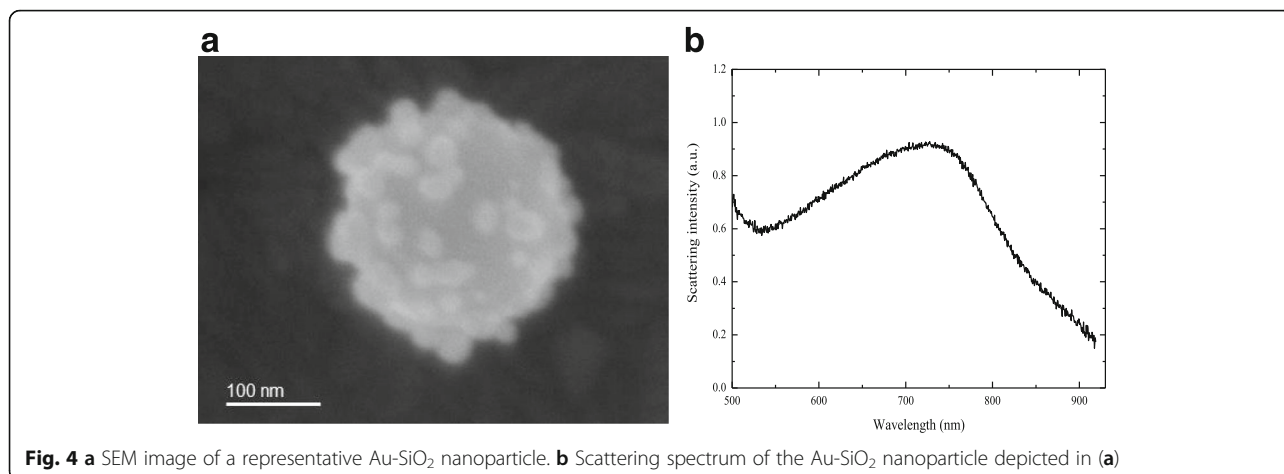 a
b
100 nm
Scattering intensity (a.u.)
1.2
1.0
0.8
0.6
0.4
0.2
0.0
500 600 700 800 900
Wavelength (nm)
Fig. 4 a SEM image of a representative Au-SiO₂ nanoparticle. b Scattering spectrum of the Au-SiO₂ nanoparticle depicted in (a)